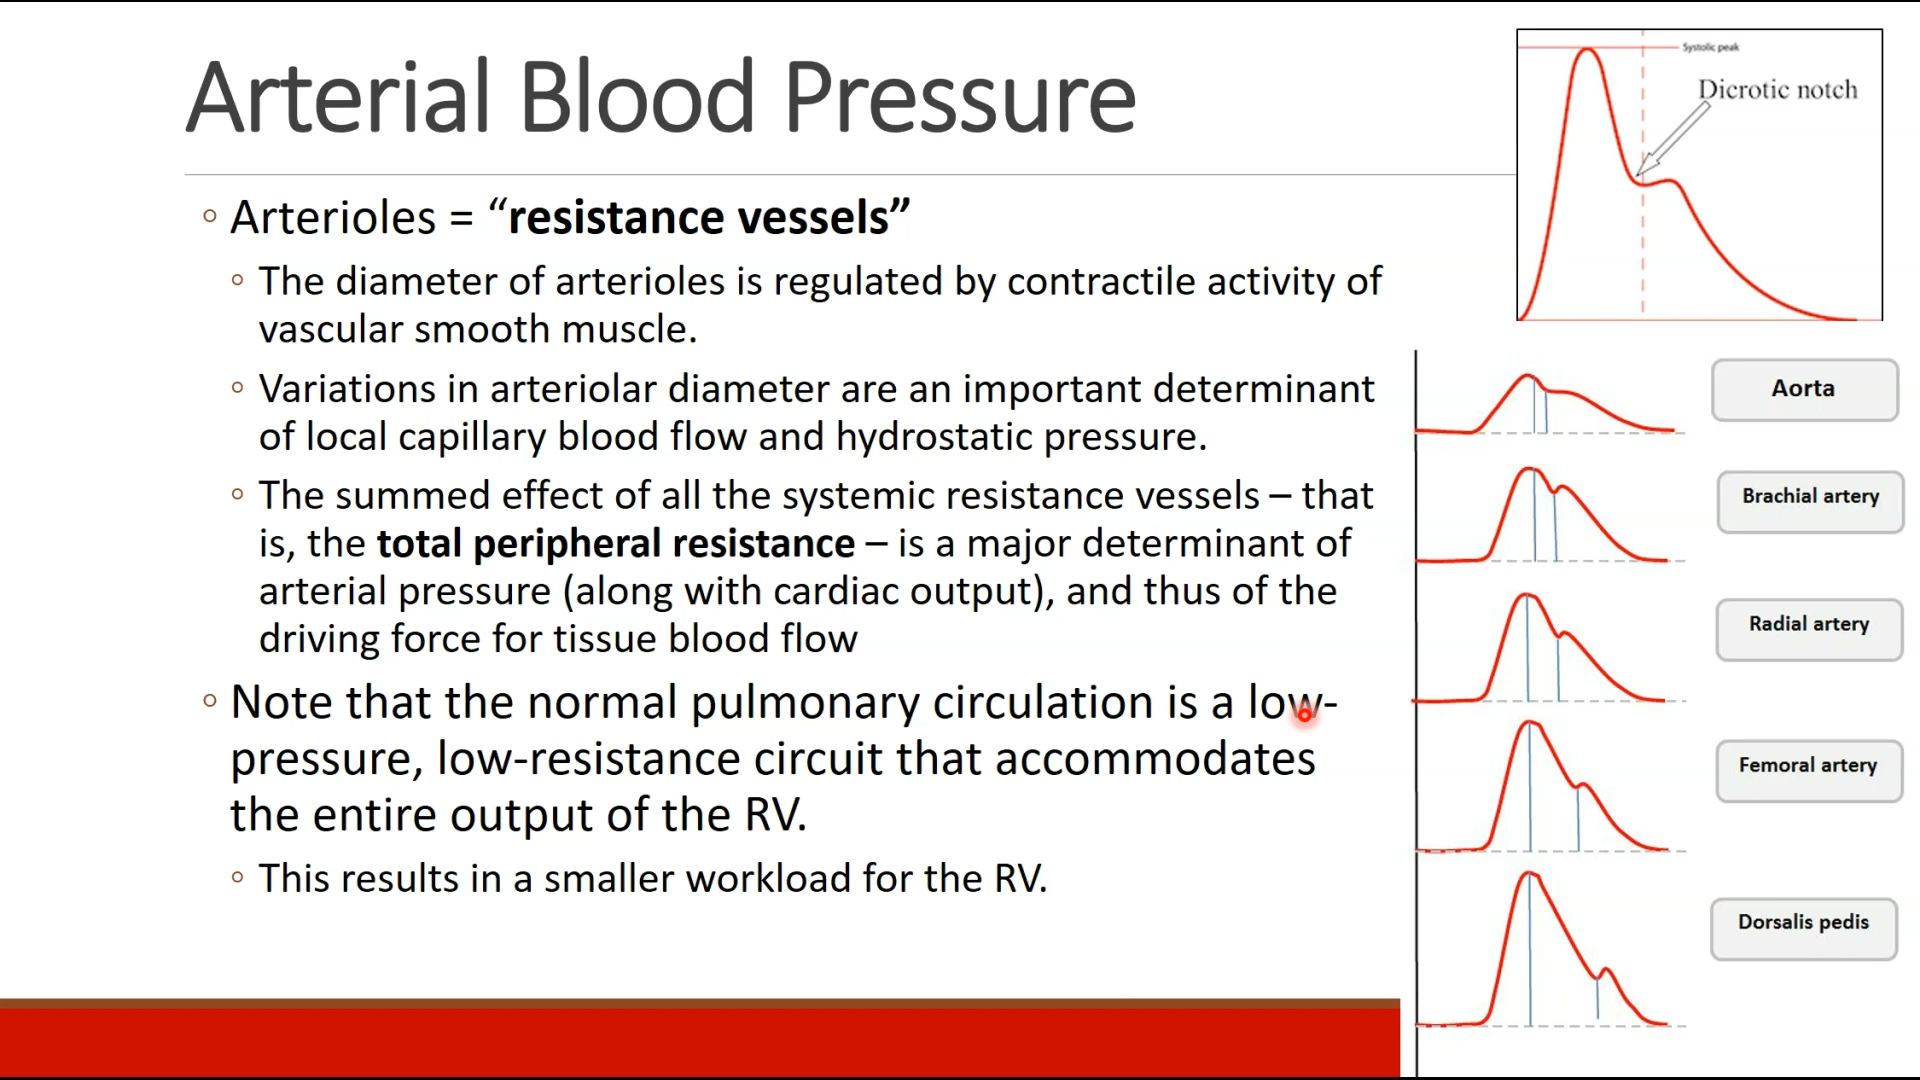 Arterial Blood Pressure
Arterioles = “resistance vessels”
The diameter of arterioles is regulated by contractile activity of
vascular smooth muscle.
Variations in arteriolar diameter are an important determinant
of local capillary blood flow and hydrostatic pressure.
The summed effect of all the systemic resistance vessels – that
is, the total peripheral resistance – is a major determinant of
arterial pressure (along with cardiac output), and thus of the
driving force for tissue blood flow
Note that the normal pulmonary circulation is a low-
pressure, low-resistance circuit that accommodates
the entire output of the RV.
This results in a smaller workload for the RV.
Systolic peak
Dicrotic notch
Aorta
Brachial artery
Radial artery
Femoral artery
Dorsalis pedis